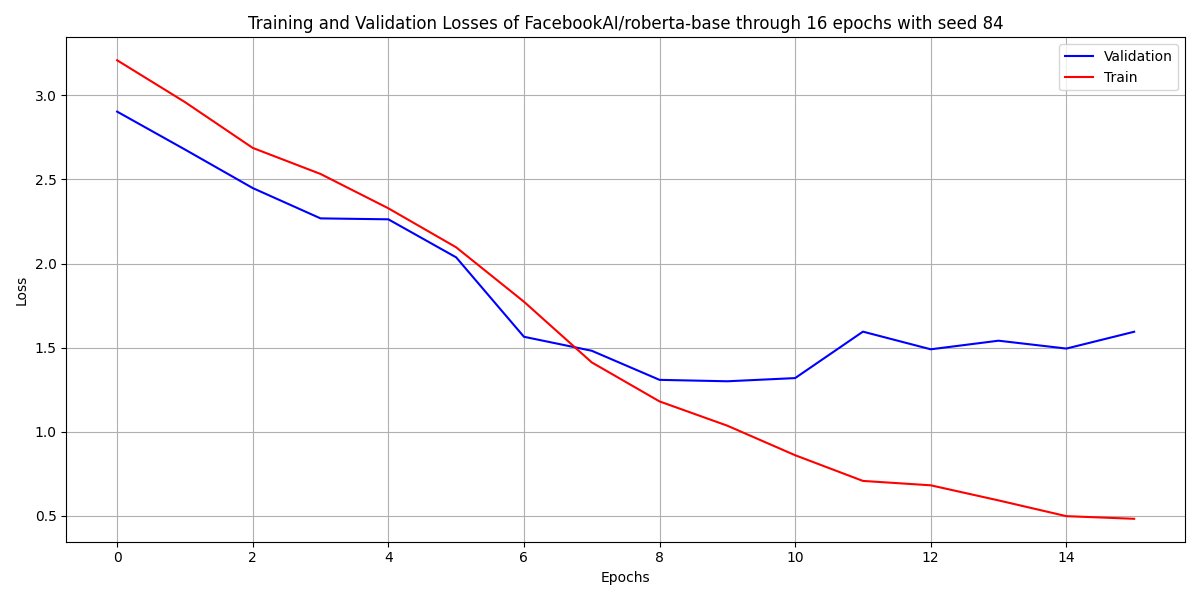 Training and Validation Losses of FacebookAI/roberta-base through 16 epochs with seed 84
Validation
Train
3.0
2.5
2.0
1.5
1.0
0.5
Loss
0 2 4 6 8 10 12 14
Epochs